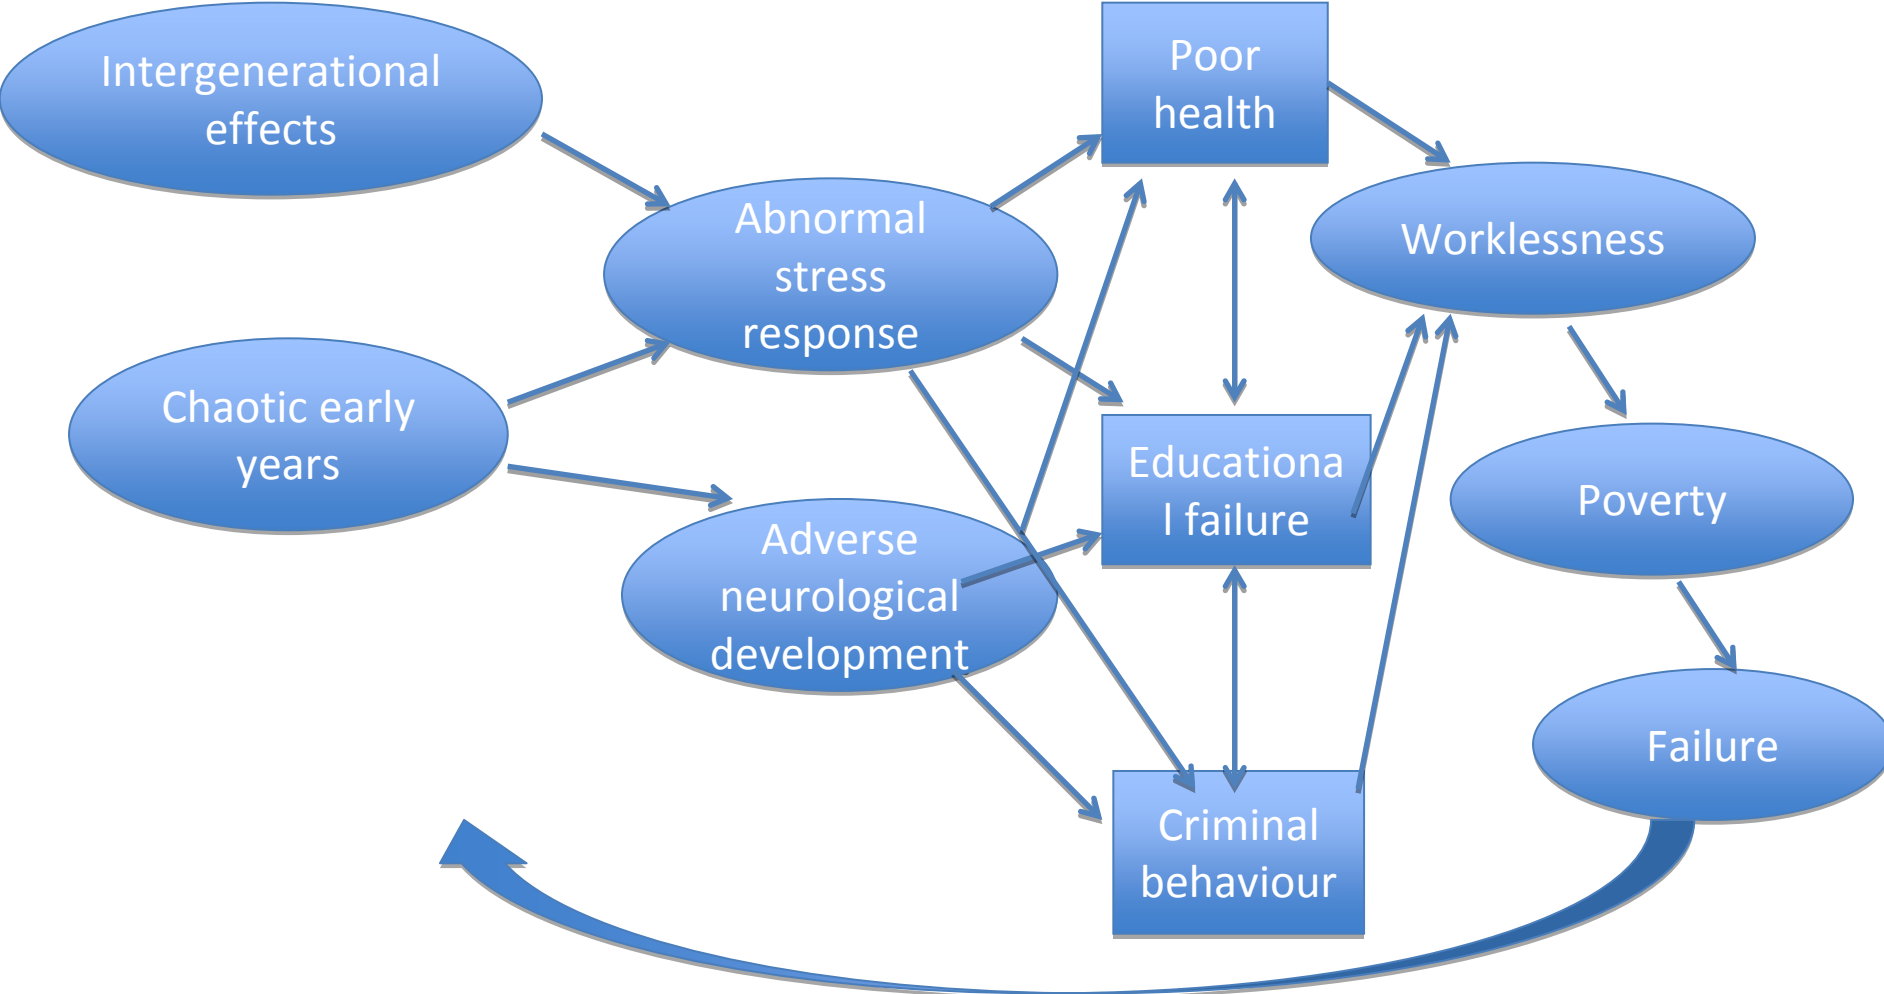 Intergenerational
effects
Chaotic early
years
Abnormal
stress
response
Adverse
neurological
development
Poor
health
Educationa
l failure
Criminal
behaviour
Worklessness
Poverty
Failure